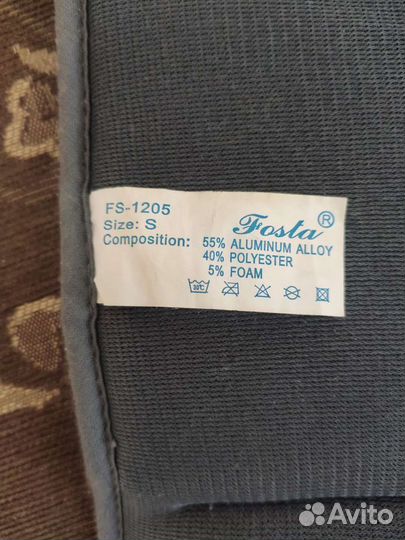 FS-1205
Fosta ®
Size: S
Composition: 55% ALUMINUM ALLOY
40% POLYESTER
5% FOAM
30°C
Avito